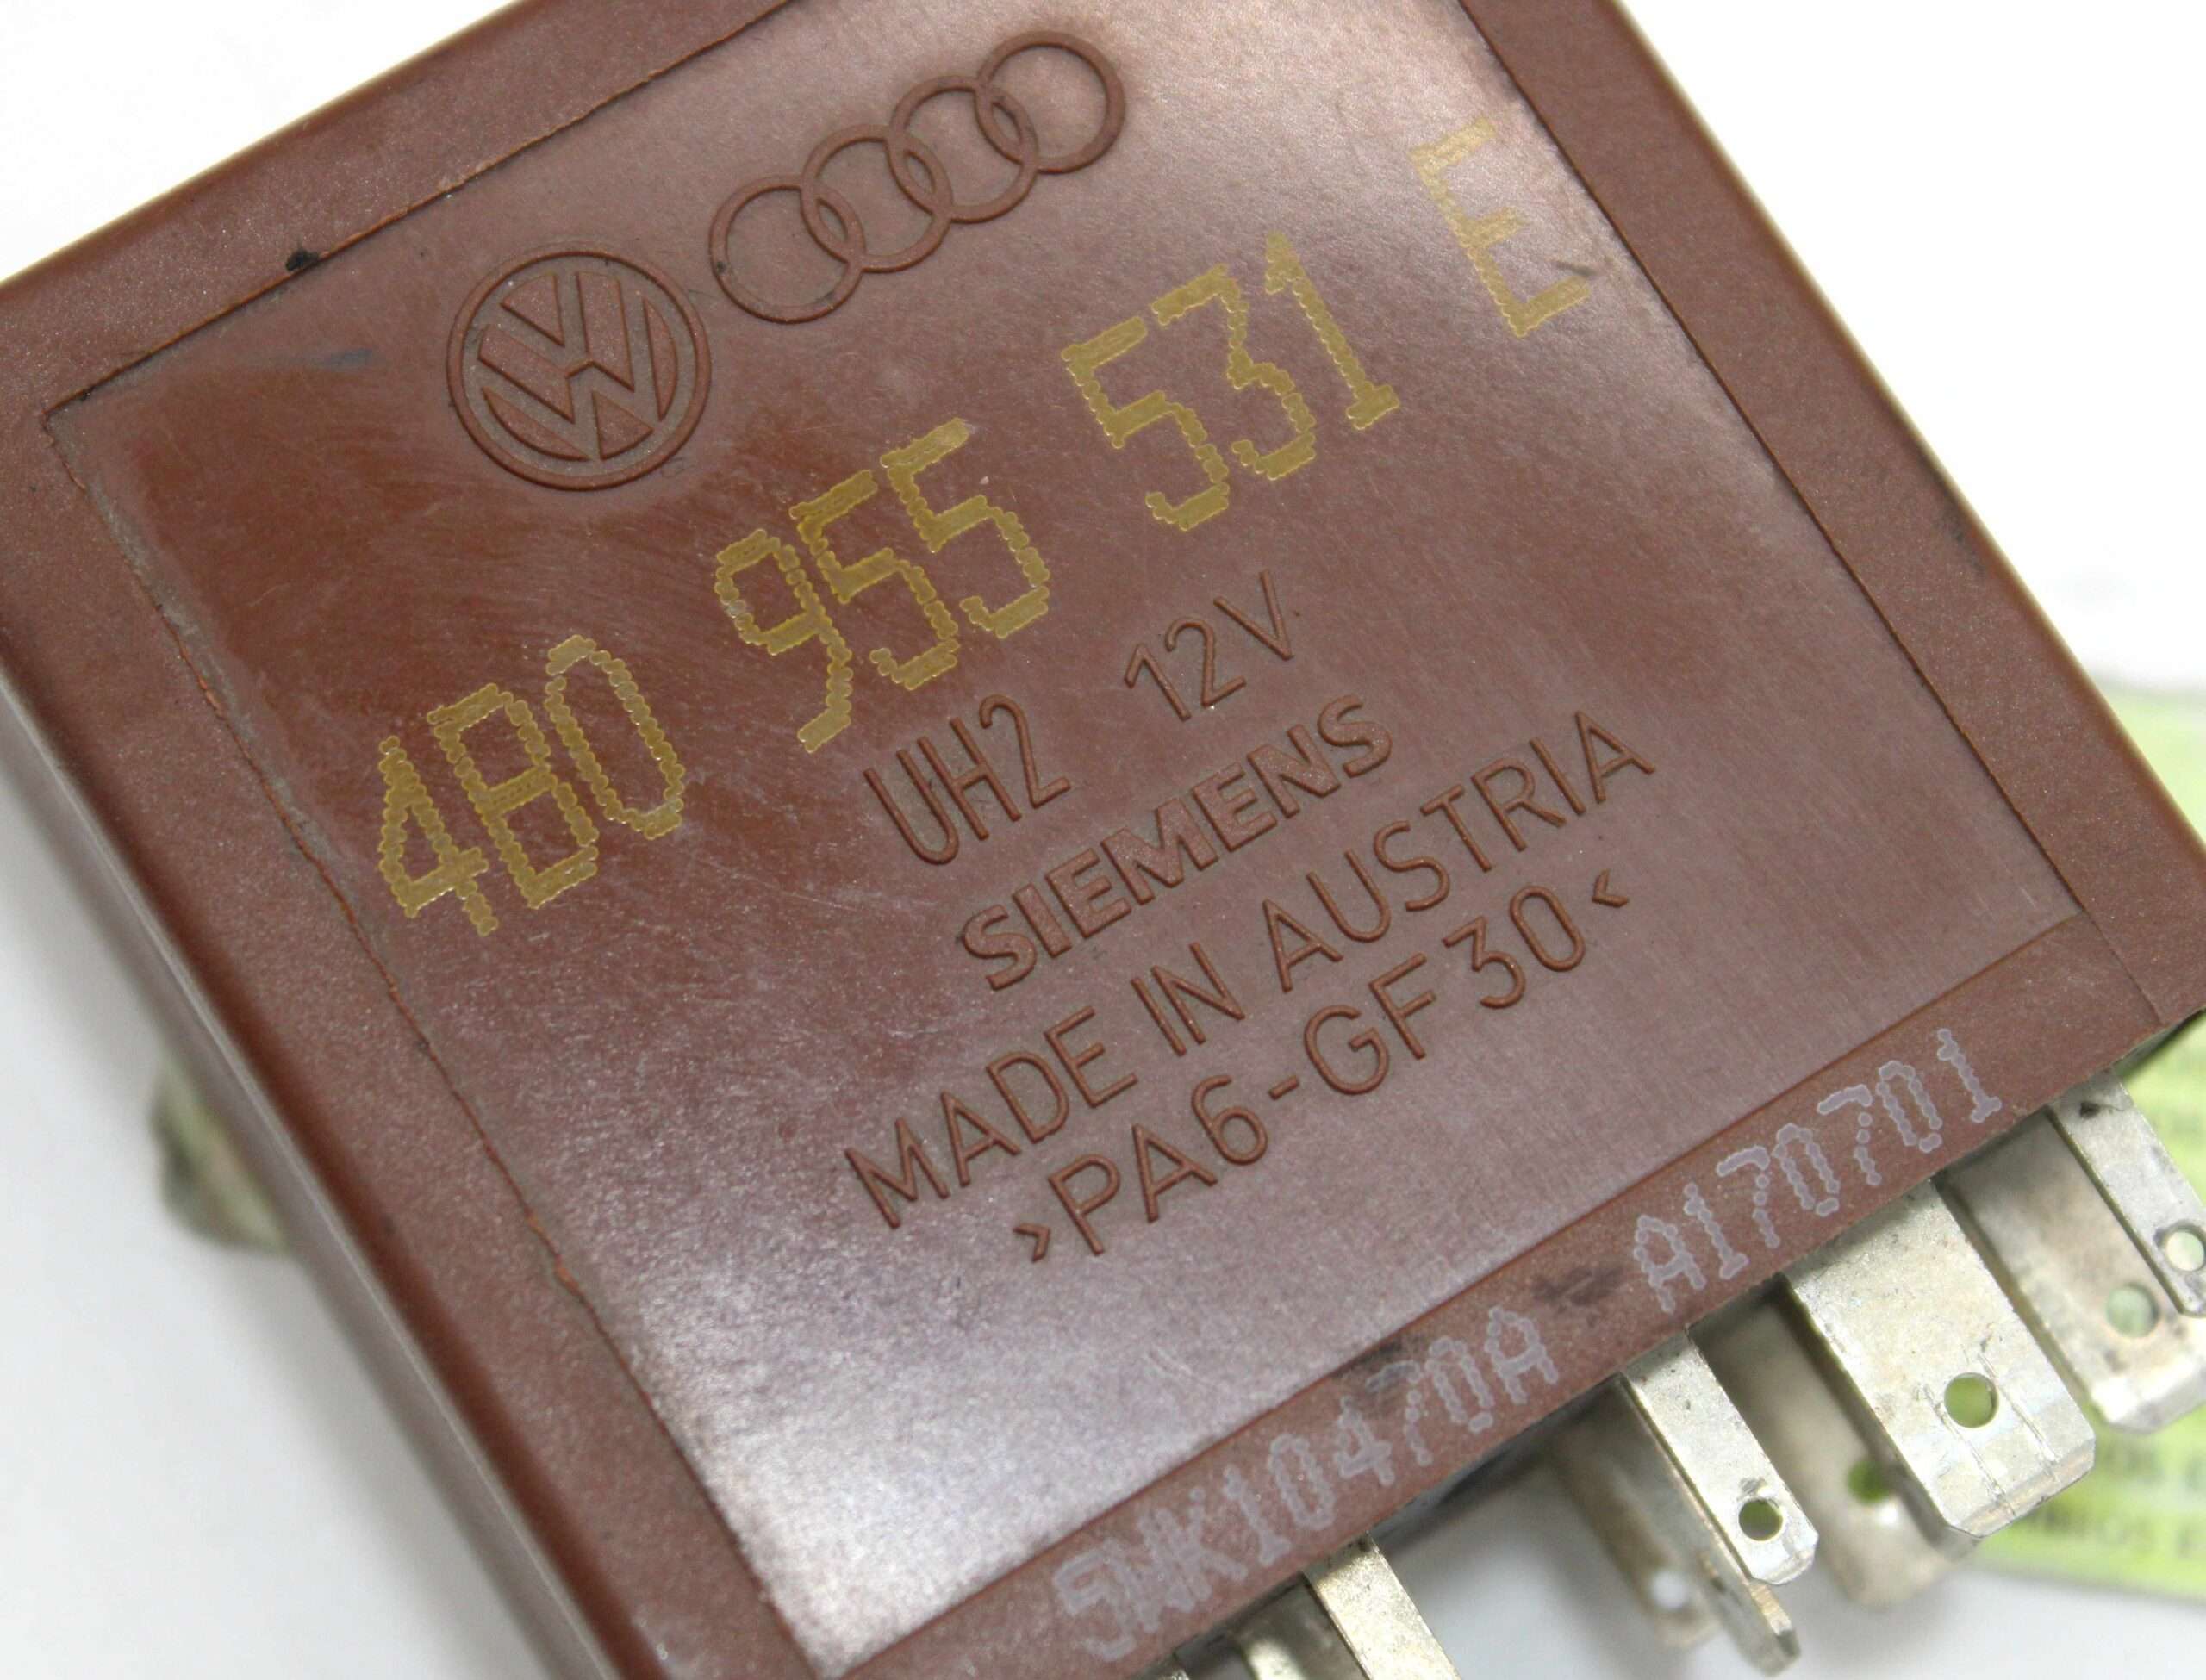 4B0 955 531 E
UH2 12V
SIEMENS
MADE IN AUSTRIA
>PA6-GF30<
5WK10470A A170701